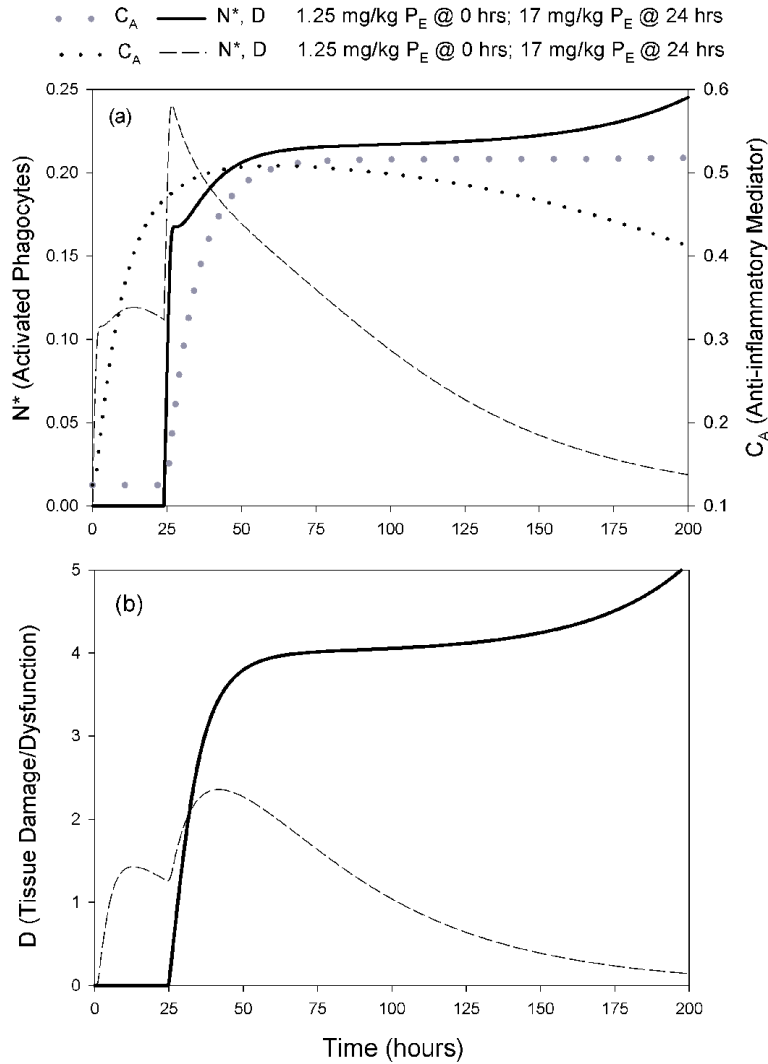 C_A N*, D 1.25 mg/kg P_E @ 0 hrs; 17 mg/kg P_E @ 24 hrs
C_A N*, D 1.25 mg/kg P_E @ 0 hrs; 17 mg/kg P_E @ 24 hrs
(a)
N* (Activated Phagocytes)
0.25
0.20
0.15
0.10
0.05
0.00
0.6
0.5
0.4
0.3
0.2
0.1
C_A (Anti-inflammatory Mediator)
0 25 50 75 100 125 150 175 200
(b)
D (Tissue Damage/Dysfunction)
5
4
3
2
1
0
0 25 50 75 100 125 150 175 200
Time (hours)